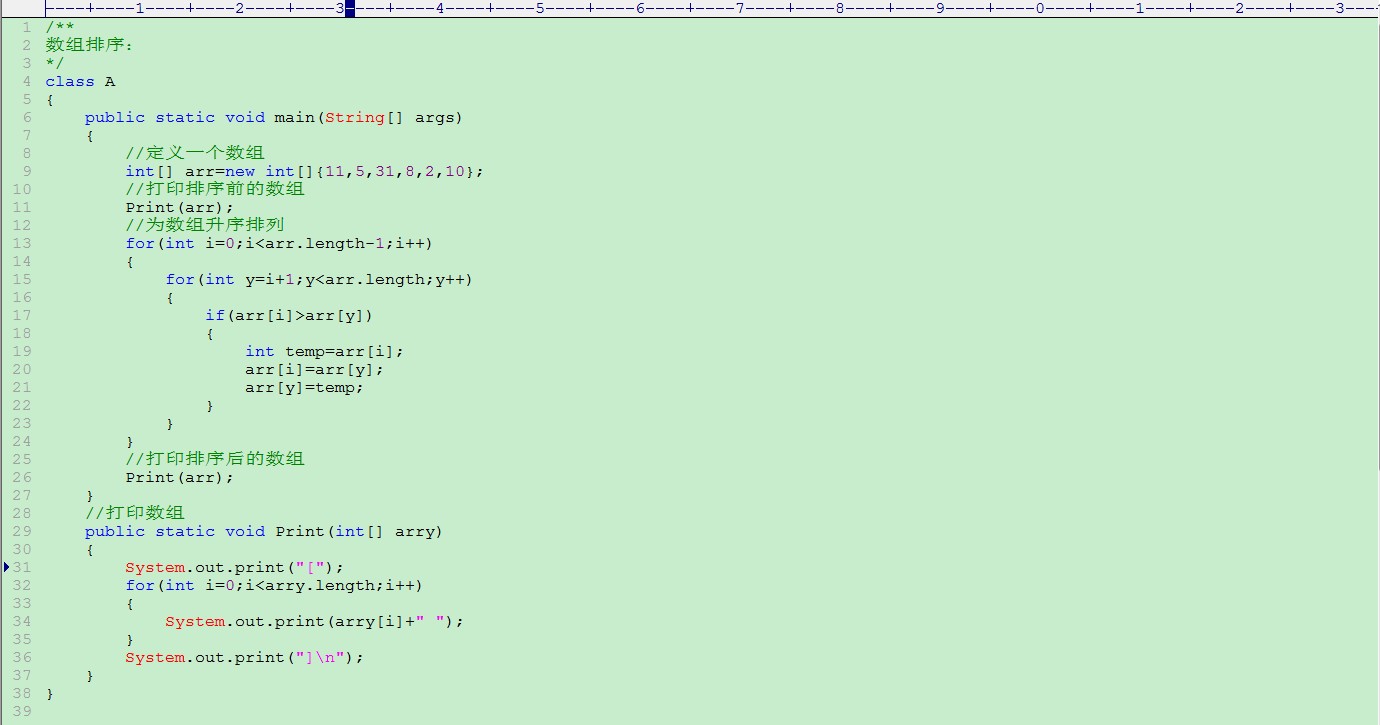 ----+----1----+----2----+----3----+----4----+----5----+----6----+----7----+----8----+----9----+----0----+----1----+----2----+----3----
1 /**
2 数组排序：
3 */
4 class A
5 {
6     public static void main(String[] args)
7     {
8         //定义一个数组
9         int[] arr=new int[]{11,5,31,8,2,10};
10         //打印排序前的数组
11         Print(arr);
12         //为数组升序排列
13         for(int i=0;i<arr.length-1;i++)
14         {
15             for(int y=i+1;y<arr.length;y++)
16             {
17                 if(arr[i]>arr[y])
18                 {
19                     int temp=arr[i];
20                     arr[i]=arr[y];
21                     arr[y]=temp;
22                 }
23             }
24         }
25         //打印排序后的数组
26         Print(arr);
27     }
28     //打印数组
29     public static void Print(int[] arry)
30     {
31         System.out.print("[");
32         for(int i=0;i<arry.length;i++)
33         {
34             System.out.print(arry[i]+" ");
35         }
36         System.out.print("]\n");
37     }
38 }
39